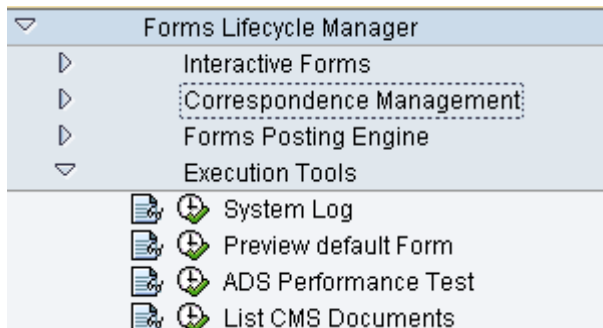 Forms Lifecycle Manager
Interactive Forms
Correspondence Management
Forms Posting Engine
Execution Tools
System Log
Preview default Form
ADS Performance Test
List CMS Documents